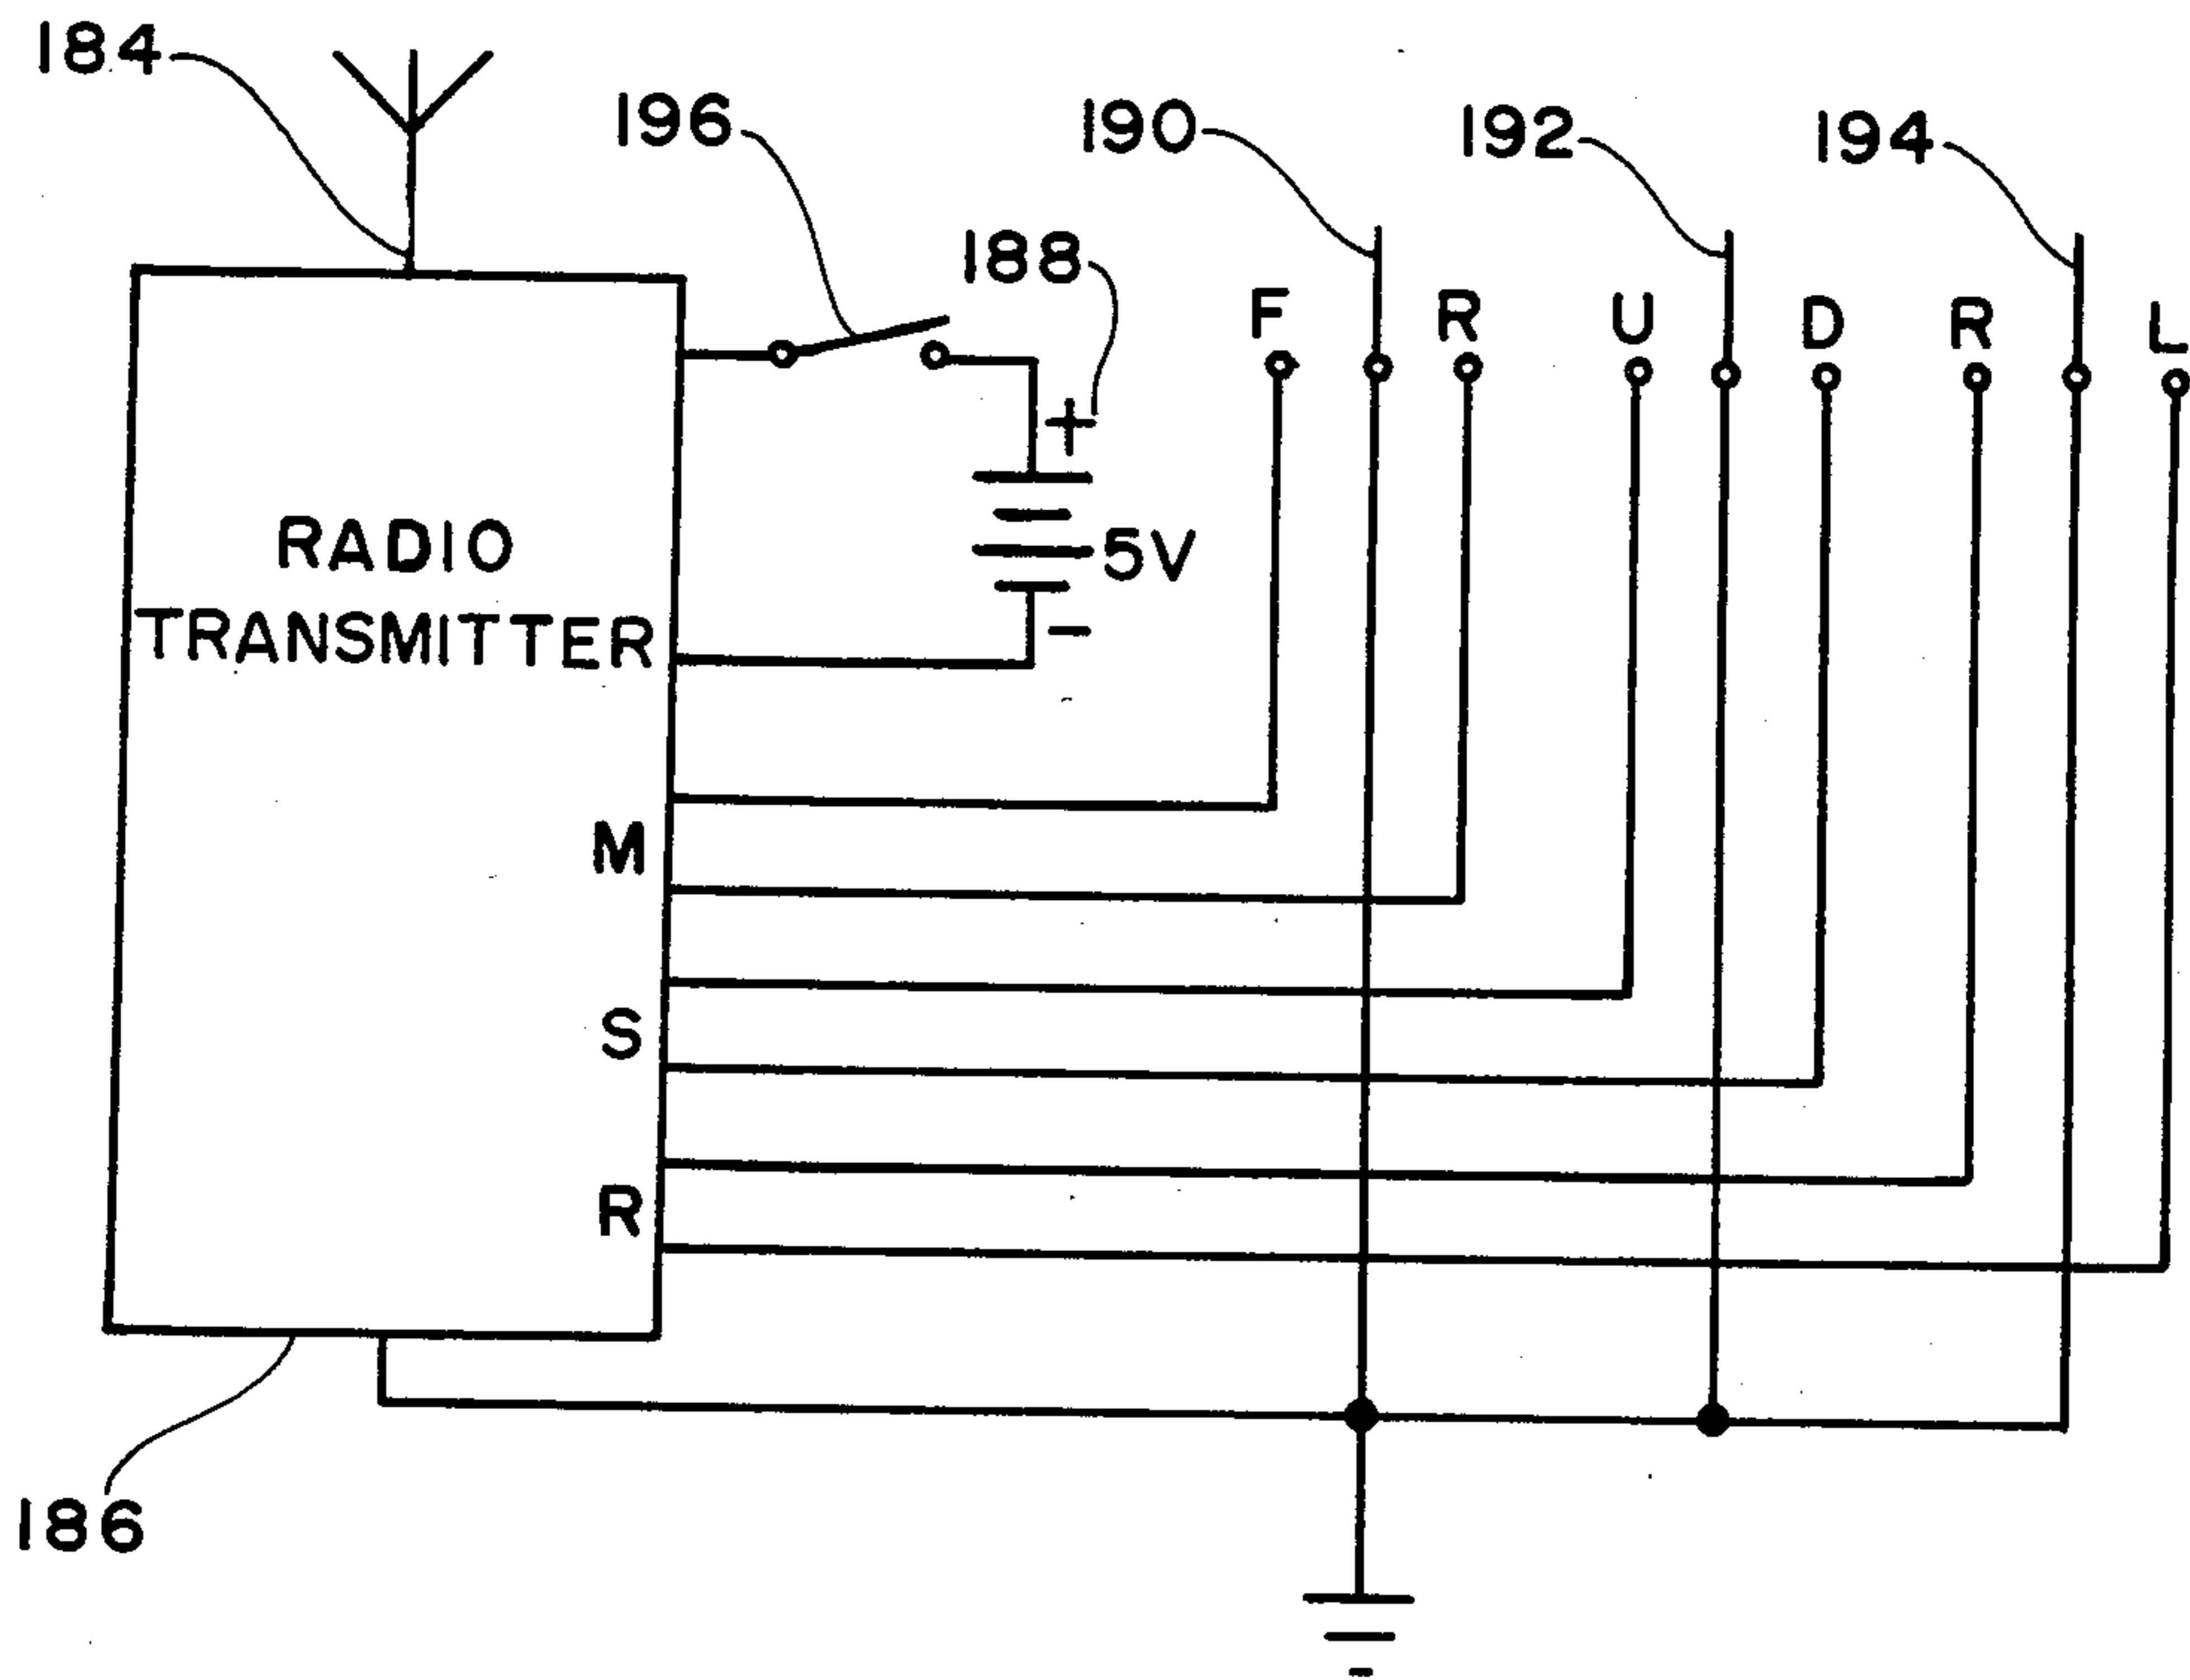 184
196
190
192
194
188
+
F
R
U
D
R
L
5V
-
RADIO
TRANSMITTER
M
S
R
186